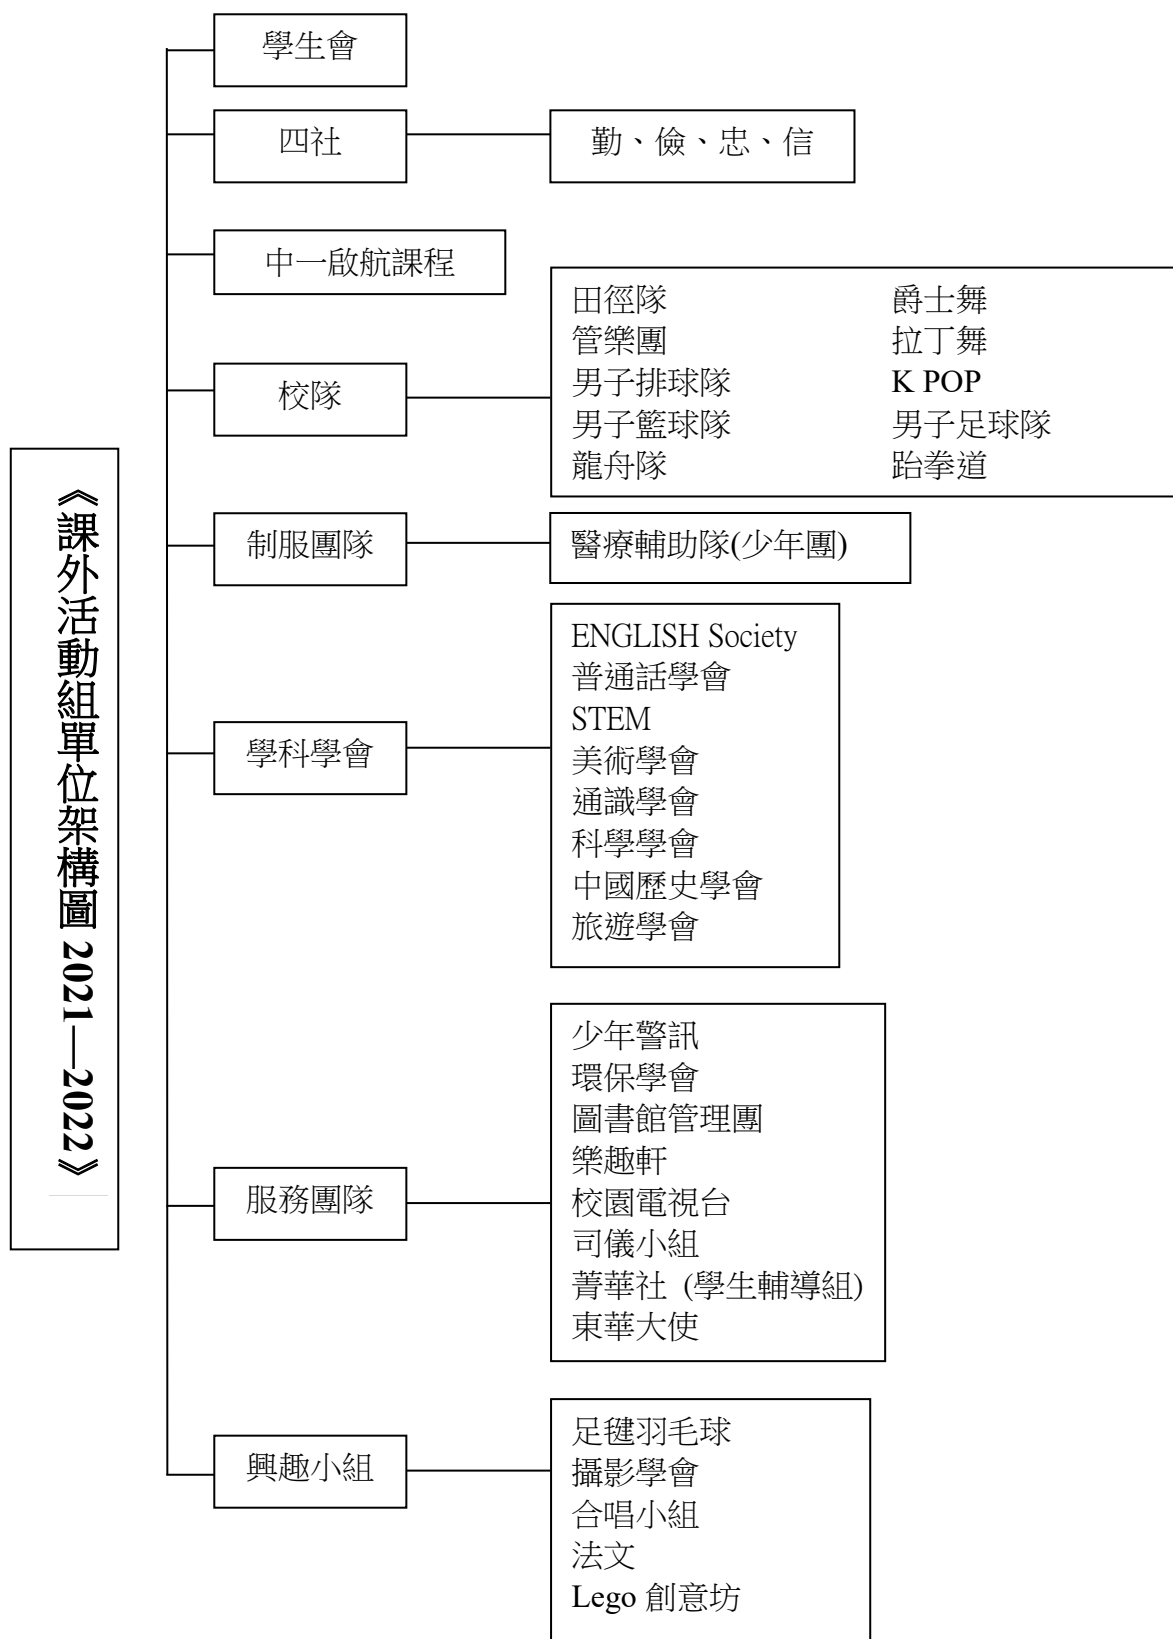 《課外活動組單位架構圖 2021—2022》
學生會
四社
勤、儉、忠、信
中一啟航課程
校隊
田徑隊
管樂團
男子排球隊
男子籃球隊
龍舟隊
爵士舞
拉丁舞
K POP
男子足球隊
跆拳道
制服團隊
醫療輔助隊(少年團)
學科學會
ENGLISH Society
普通話學會
STEM
美術學會
通識學會
科學學會
中國歷史學會
旅遊學會
服務團隊
少年警訊
環保學會
圖書館管理團
樂趣軒
校園電視台
司儀小組
菁華社 (學生輔導組)
東華大使
興趣小組
足毽羽毛球
攝影學會
合唱小組
法文
Lego 創意坊